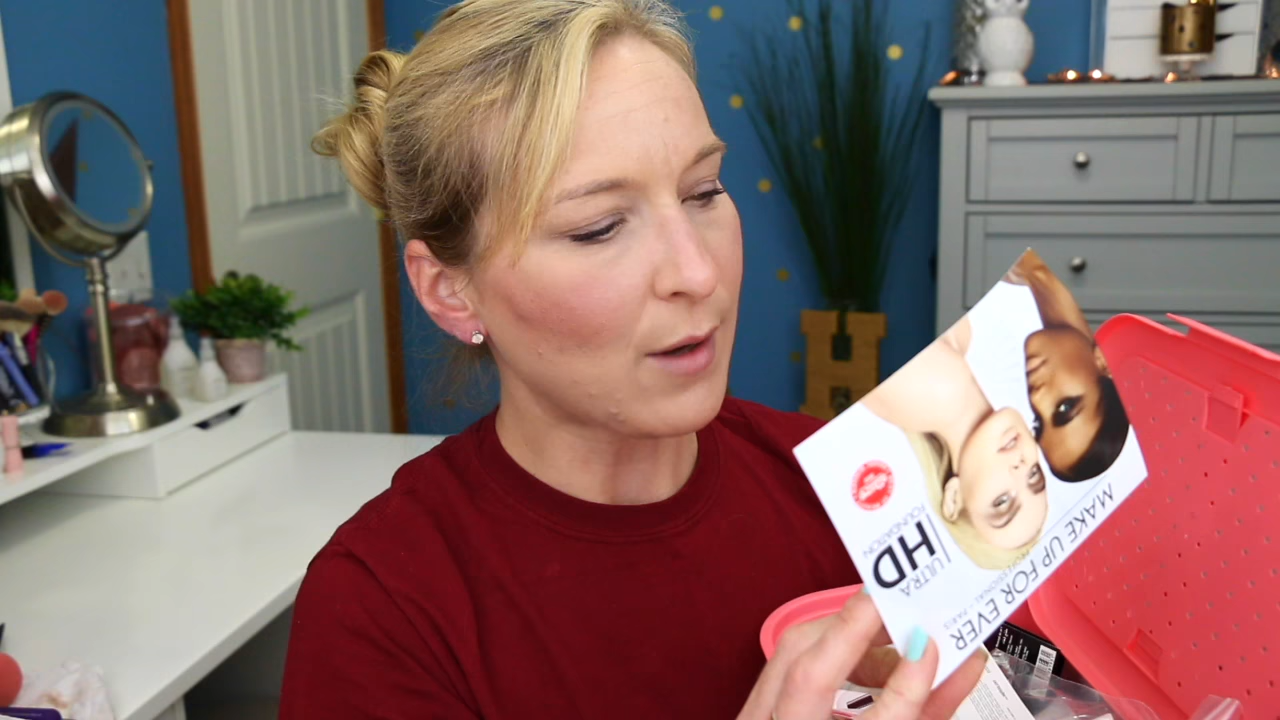 MAKE UP FOR EVER
PROFESSIONAL - PARIS
ULTRA
HD
FOUNDATION
H